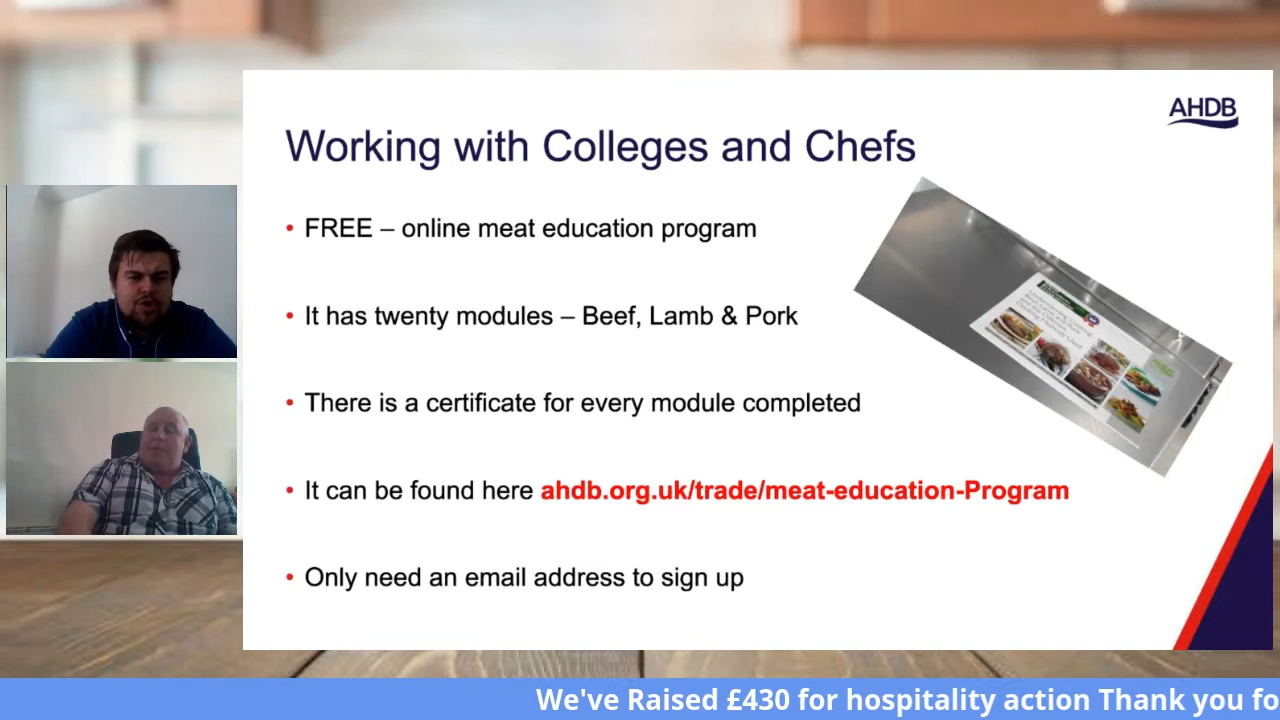 AHDB
Working with Colleges and Chefs
• FREE – online meat education program
• It has twenty modules – Beef, Lamb & Pork
• There is a certificate for every module completed
• It can be found here ahdb.org.uk/trade/meat-education-Program
• Only need an email address to sign up
We've Raised £430 for hospitality action Thank you fo